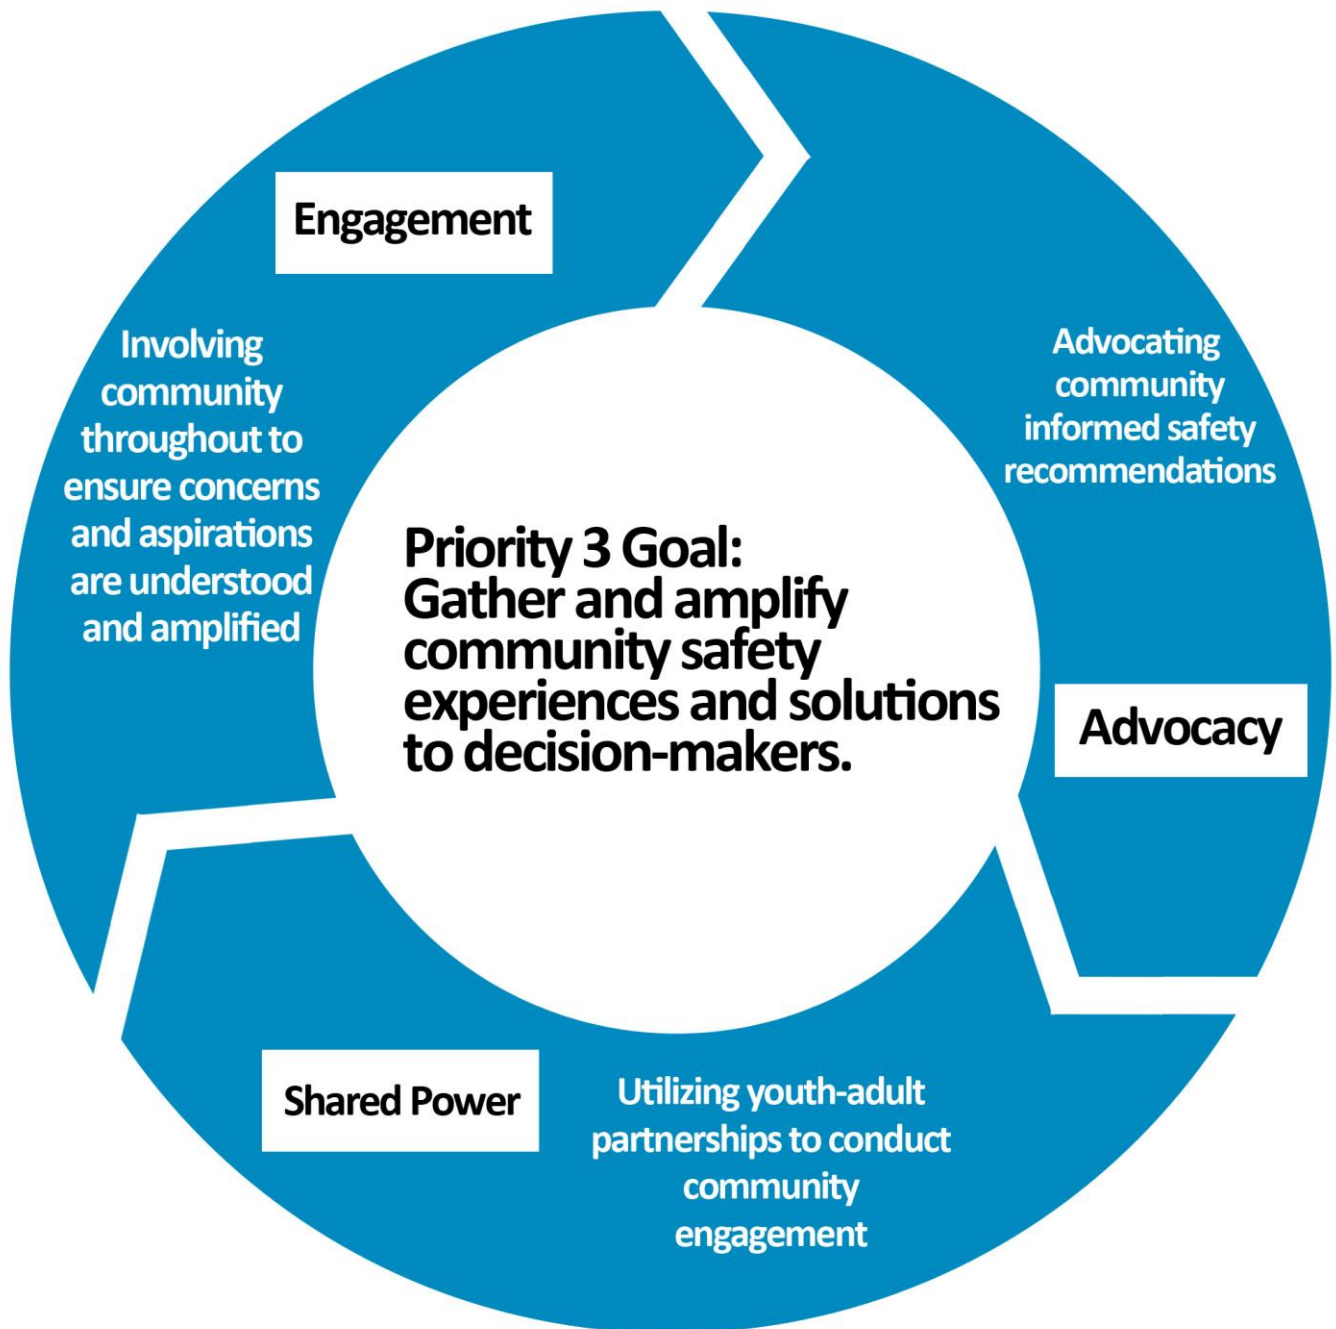 Engagement
Involving
community
throughout to
ensure concerns
and aspirations
are understood
and amplified
Advocating
community
informed safety
recommendations
Advocacy
Priority 3 Goal:
Gather and amplify
community safety
experiences and solutions
to decision-makers.
Shared Power
Utilizing youth-adult
partnerships to conduct
community
engagement